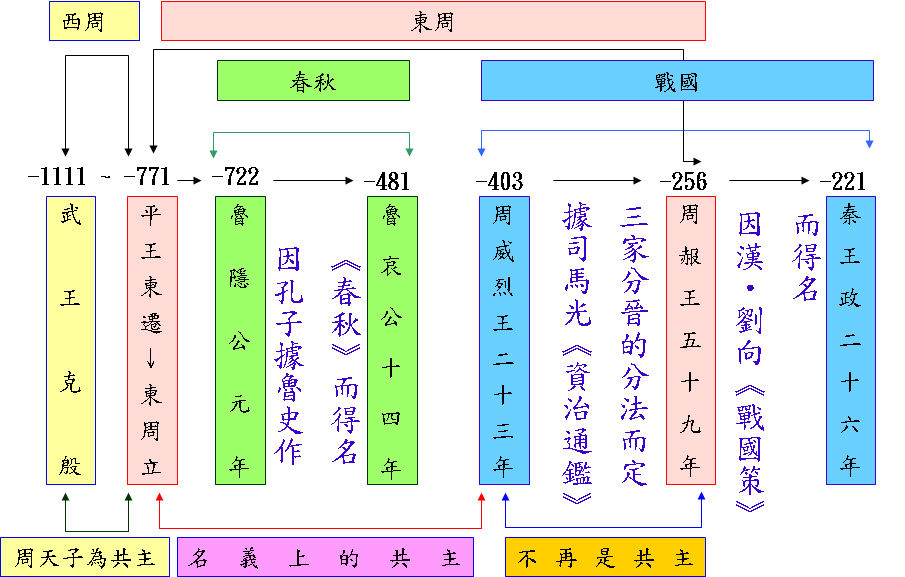 西周
東周
春秋
戰國
-1111 ~ -771
-722
-481
-403
-256
-221
武王克殷
平王東遷→東周立
魯隱公元年
因孔子據魯史作
《春秋》而得名
魯哀公十四年
周威烈王二十三年
據司馬光《資治通鑑》
三家分晉的分法而定
周赧王五十九年
因漢・劉向《戰國策》
而得名
秦王政二十六年
周天子為共主
名義上的共主
不再是共主